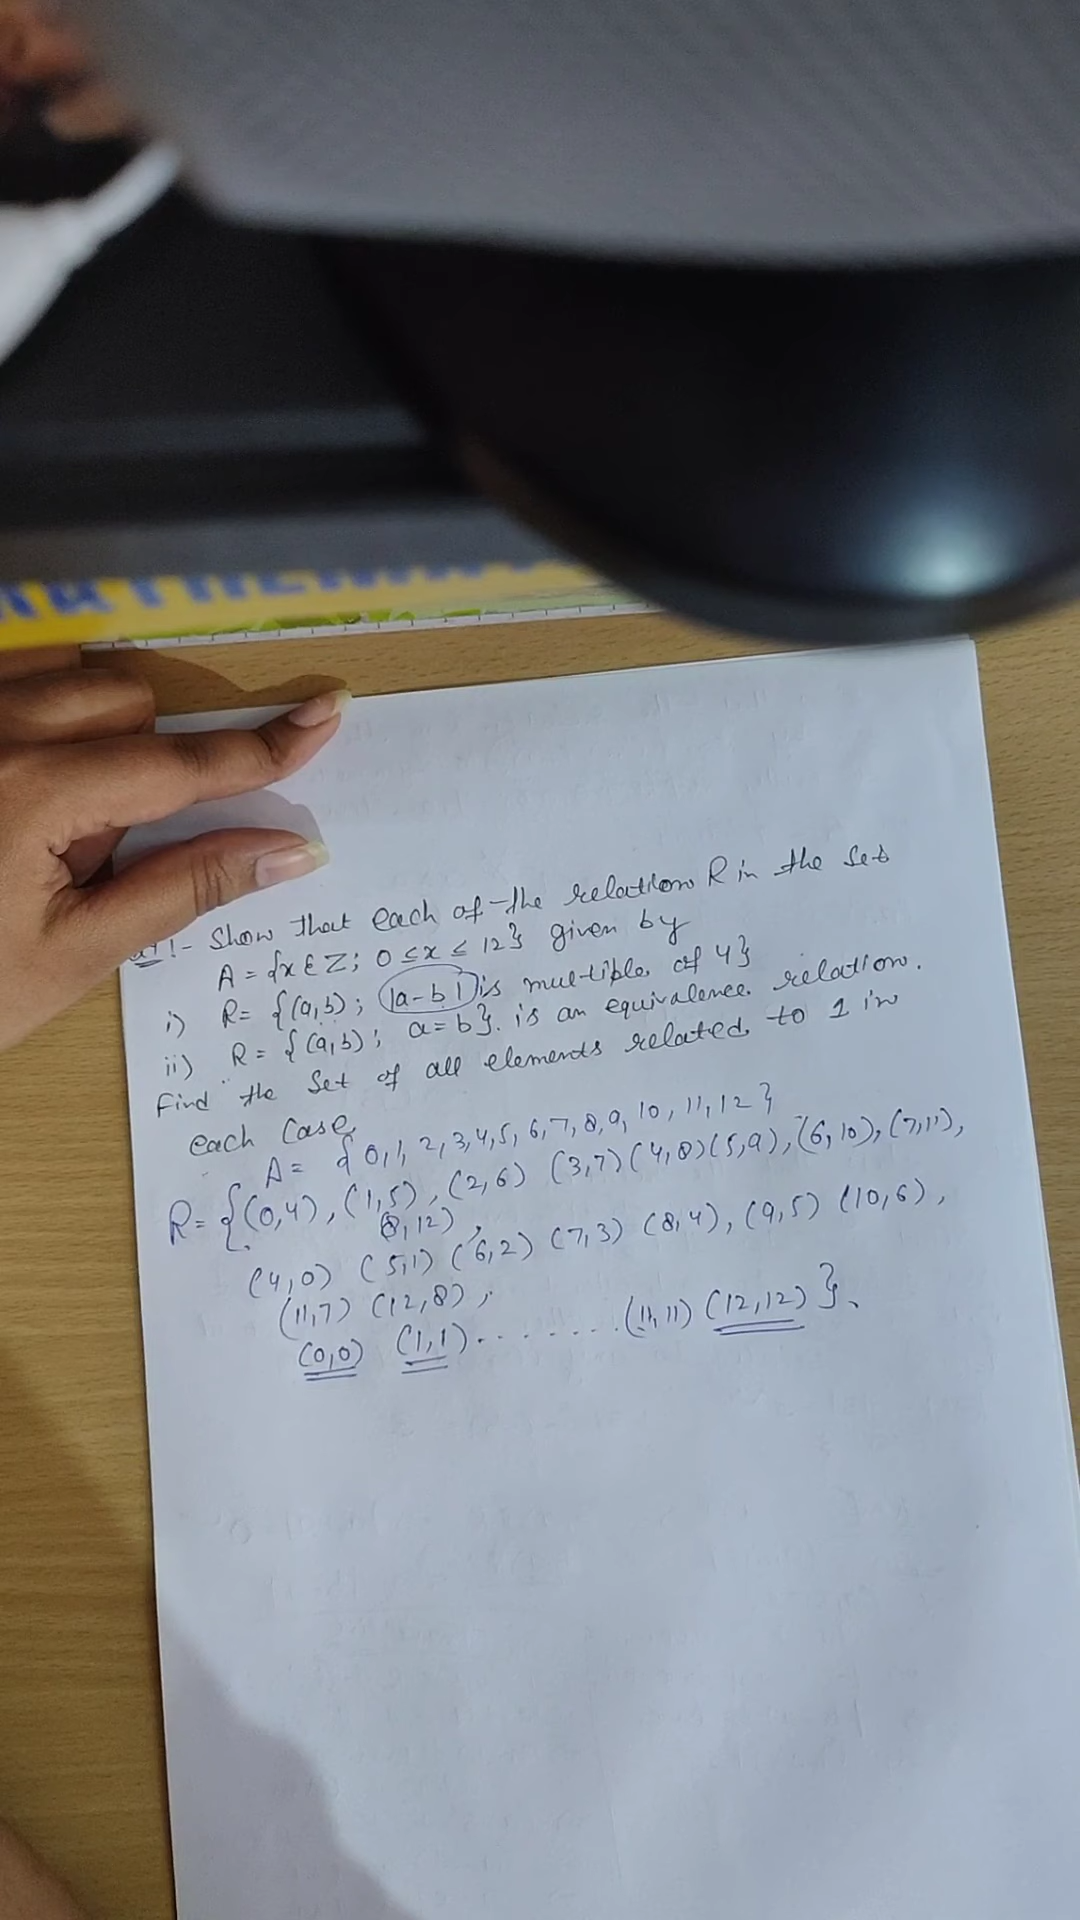 Show that each of the relation R in the set
A = {x ∈ Z; 0 ≤ x ≤ 12} given by
i) R= {(a,b); |a-b| is multible of 4}
ii) R = {(a,b); a=b}. is an equivalence relation.
Find the Set of all elements related to 1 in
each Case.
A = {0,1, 2,3,4,5, 6,7,8,9, 10, 11, 12}
R= {(0,4), (1,5), (2,6) (3,7) (4,8) (5,9), (6,10), (7,11),
8,12),
(4,0) (5,1) (6,2) (7,3) (8,4), (9,5) (10,6),
(11,7) (12,8),
(0,0) (1,1)........(11,11) (12,12)}.